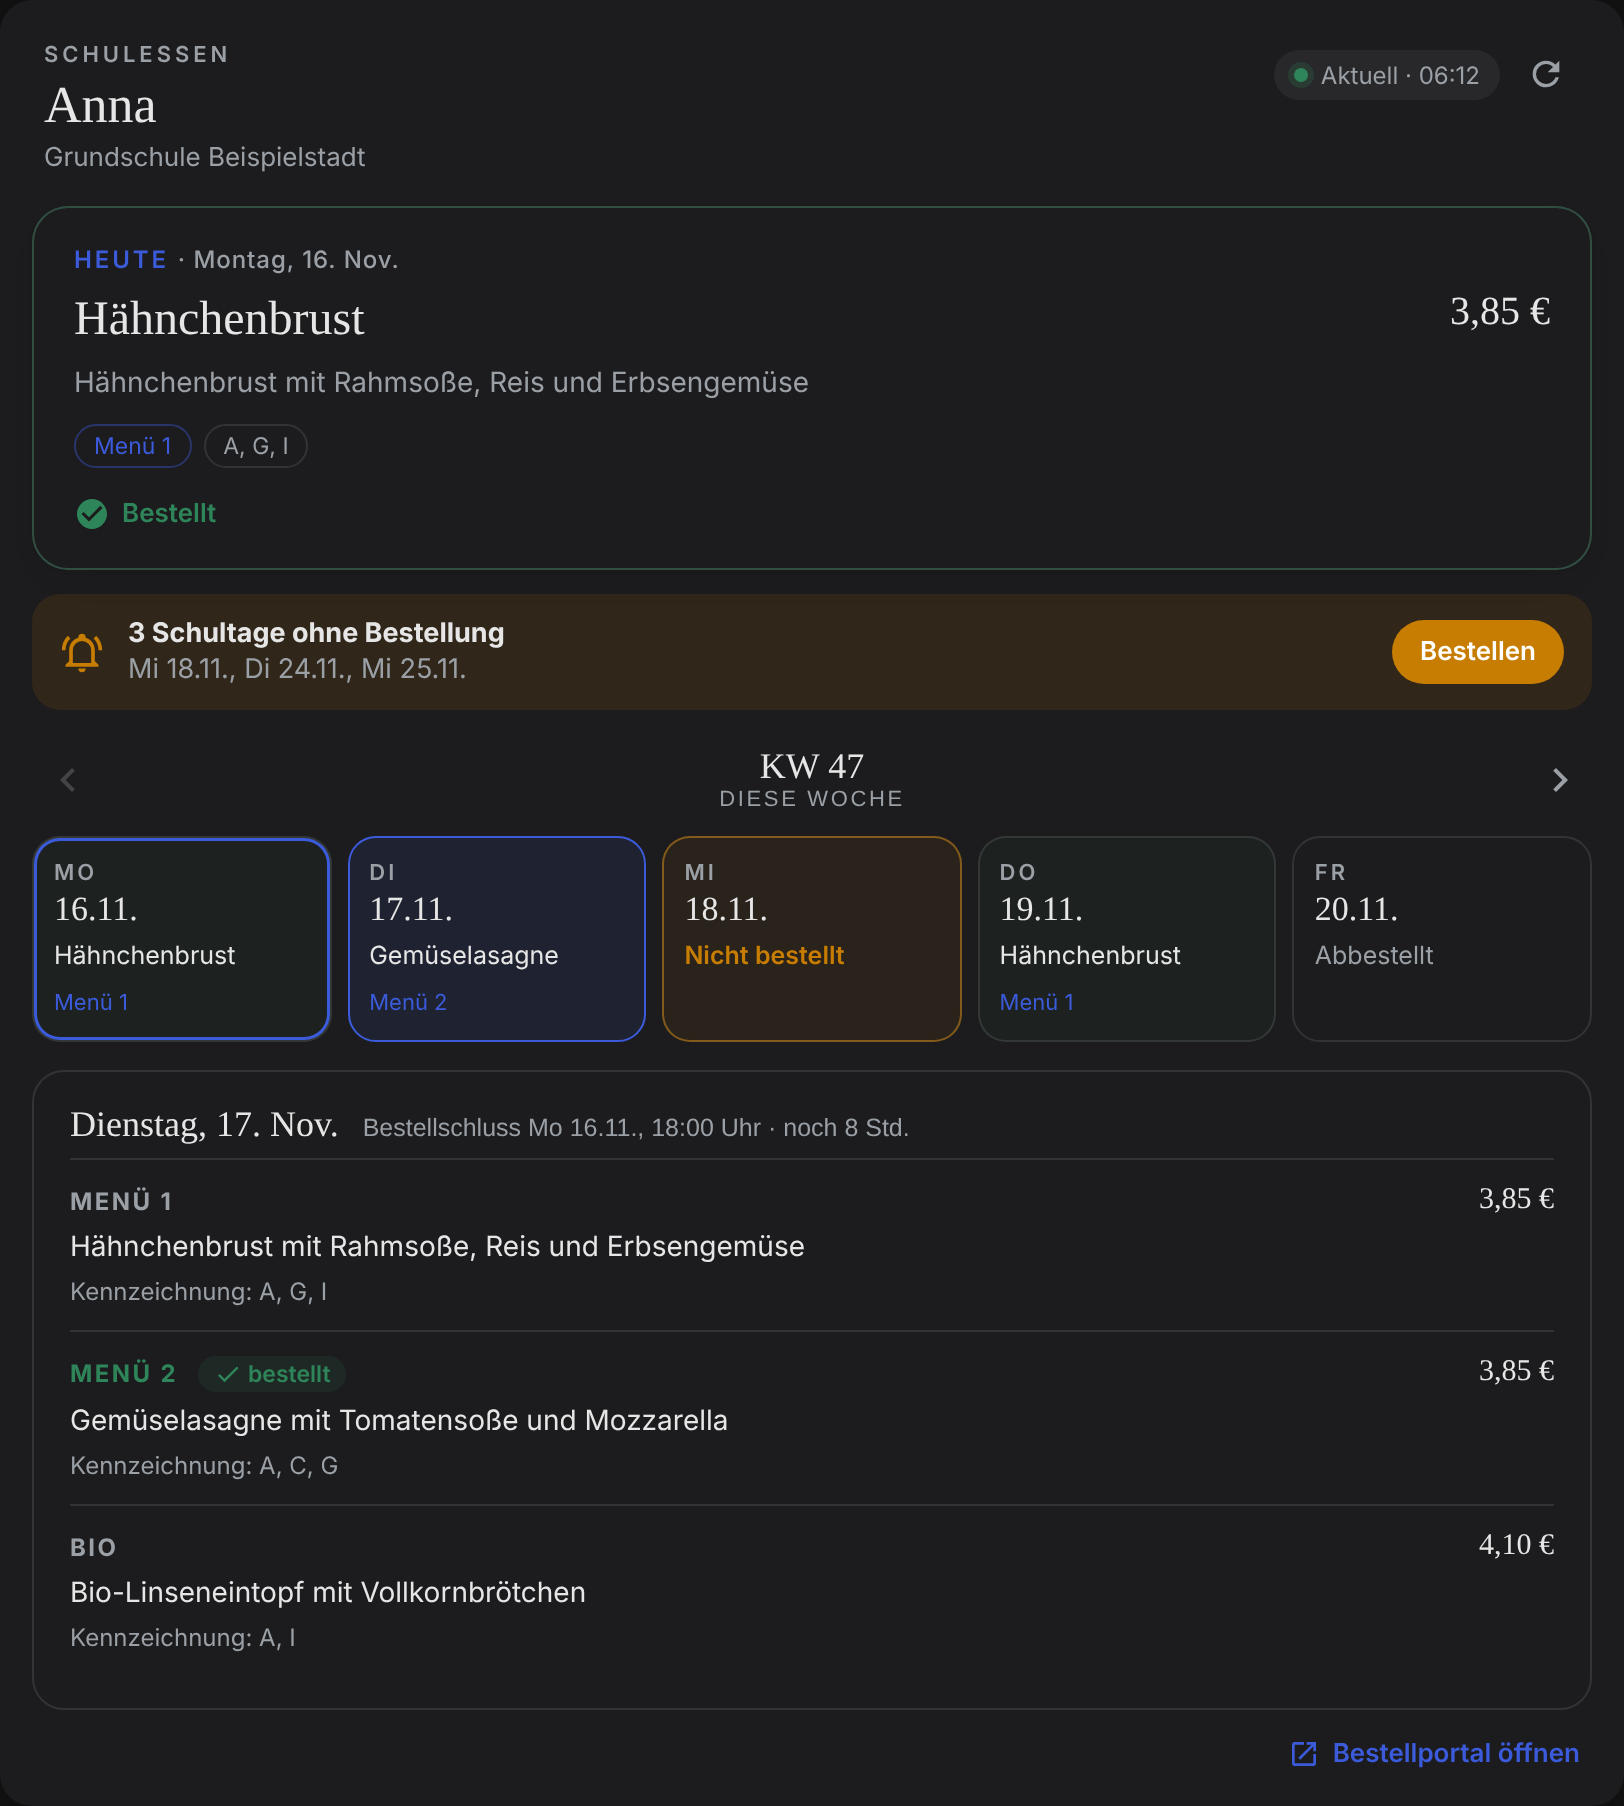 SCHULESSEN
Anna
Grundschule Beispielstadt
Aktuell · 06:12
HEUTE · Montag, 16. Nov.
Hähnchenbrust
3,85 €
Hähnchenbrust mit Rahmsoße, Reis und Erbsengemüse
Menü 1
A, G, I
Bestellt
3 Schultage ohne Bestellung
Mi 18.11., Di 24.11., Mi 25.11.
Bestellen
KW 47
DIESE WOCHE
MO
16.11.
Hähnchenbrust
Menü 1
DI
17.11.
Gemüselasagne
Menü 2
MI
18.11.
Nicht bestellt
DO
19.11.
Hähnchenbrust
Menü 1
FR
20.11.
Abbestellt
Dienstag, 17. Nov. Bestellschluss Mo 16.11., 18:00 Uhr · noch 8 Std.
MENÜ 1
3,85 €
Hähnchenbrust mit Rahmsoße, Reis und Erbsengemüse
Kennzeichnung: A, G, I
MENÜ 2 bestellt
3,85 €
Gemüselasagne mit Tomatensoße und Mozzarella
Kennzeichnung: A, C, G
BIO
4,10 €
Bio-Linseneintopf mit Vollkornbrötchen
Kennzeichnung: A, I
Bestellportal öffnen